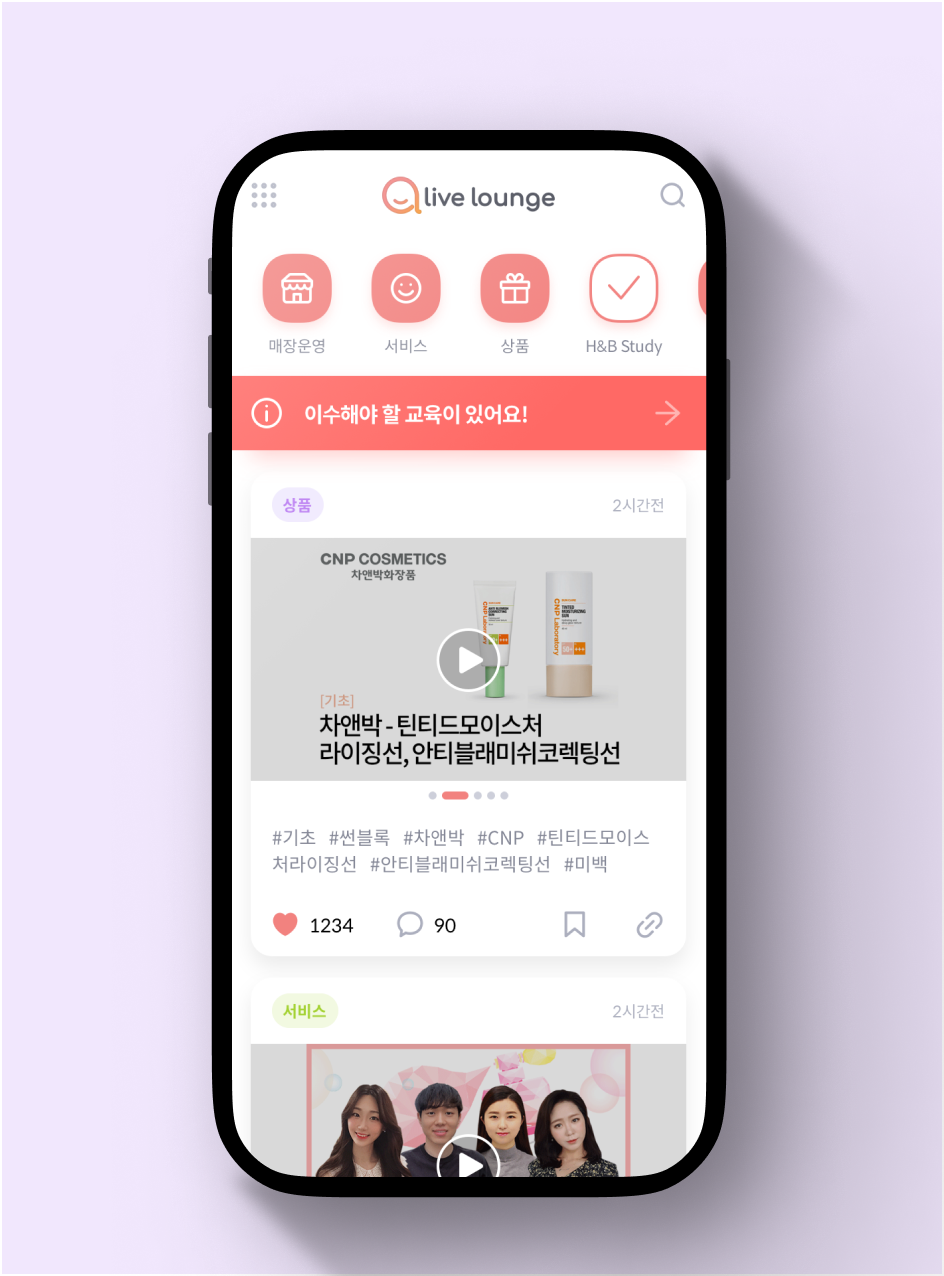 live lounge
매장운영
서비스
상품
H&B Study
이수해야 할 교육이 있어요!
상품
2시간전
CNP COSMETICS
차앤박화장품
CNP Laboratory
CNP Laboratory
TINTED
MOISTURIZING
SUN
[기초]
차앤박 - 틴티드모이스처
라이징선, 안티블래미쉬코렉팅선
#기초 #썬블록 #차앤박 #CNP #틴티드모이스
처라이징선 #안티블래미쉬코렉팅선 #미백
1234
90
서비스
2시간전